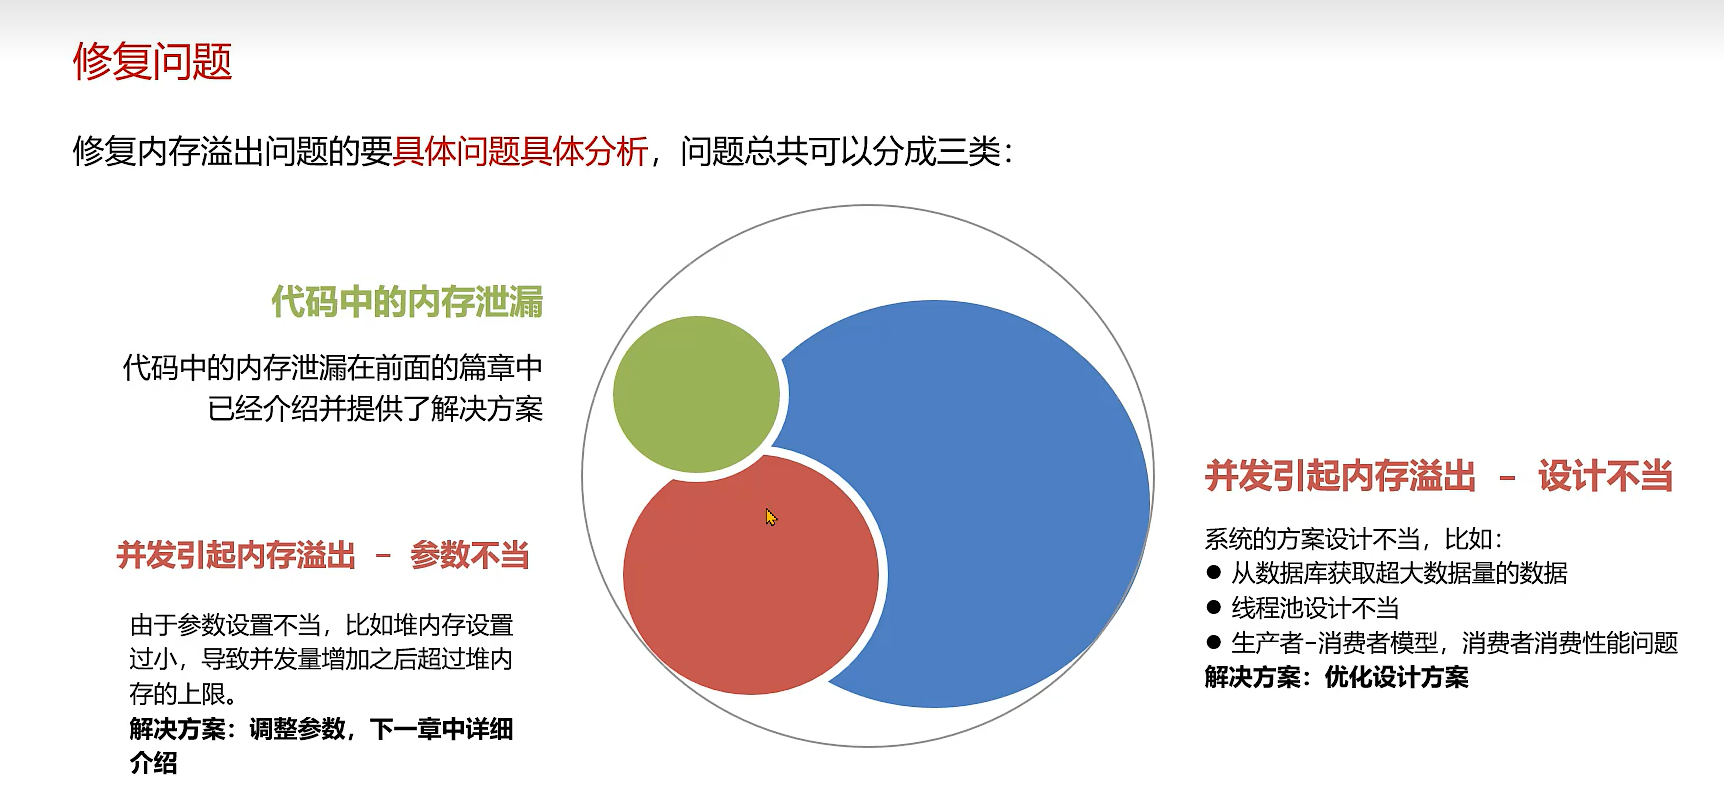 修复问题
修复内存溢出问题的要具体问题具体分析，问题总共可以分成三类：
代码中的内存泄漏
代码中的内存泄漏在前面的篇章中
已经介绍并提供了解决方案
并发引起内存溢出 - 参数不当
由于参数设置不当，比如堆内存设置
过小，导致并发量增加之后超过堆内
存的上限。
解决方案：调整参数，下一章中详细
介绍
并发引起内存溢出 - 设计不当
系统的方案设计不当，比如：
● 从数据库获取超大数据量的数据
● 线程池设计不当
● 生产者-消费者模型，消费者消费性能问题
解决方案：优化设计方案